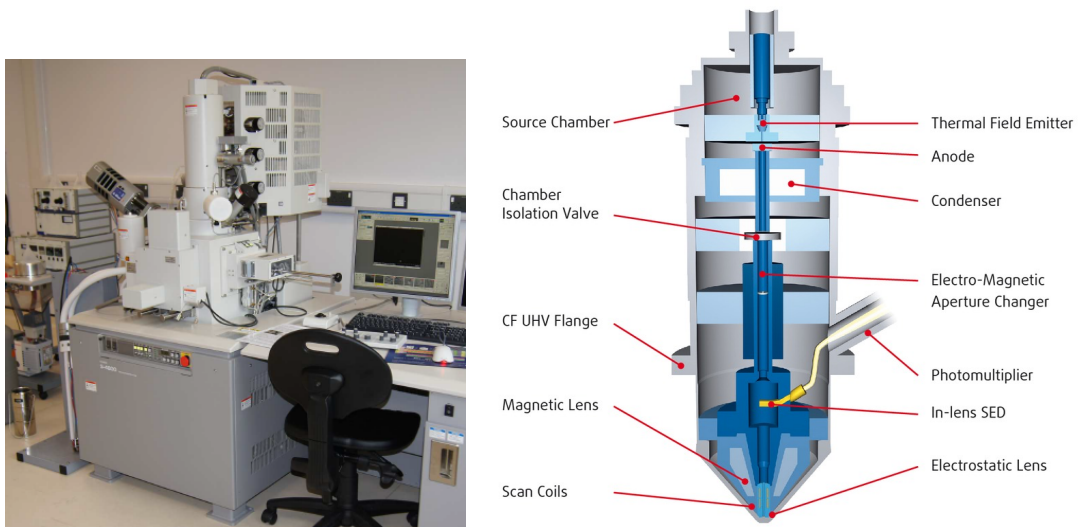 Source Chamber
Thermal Field Emitter
Anode
Chamber
Isolation Valve
Condenser
Electro-Magnetic
Aperture Changer
CF UHV Flange
Photomultiplier
Magnetic Lens
In-lens SED
Electrostatic Lens
Scan Coils